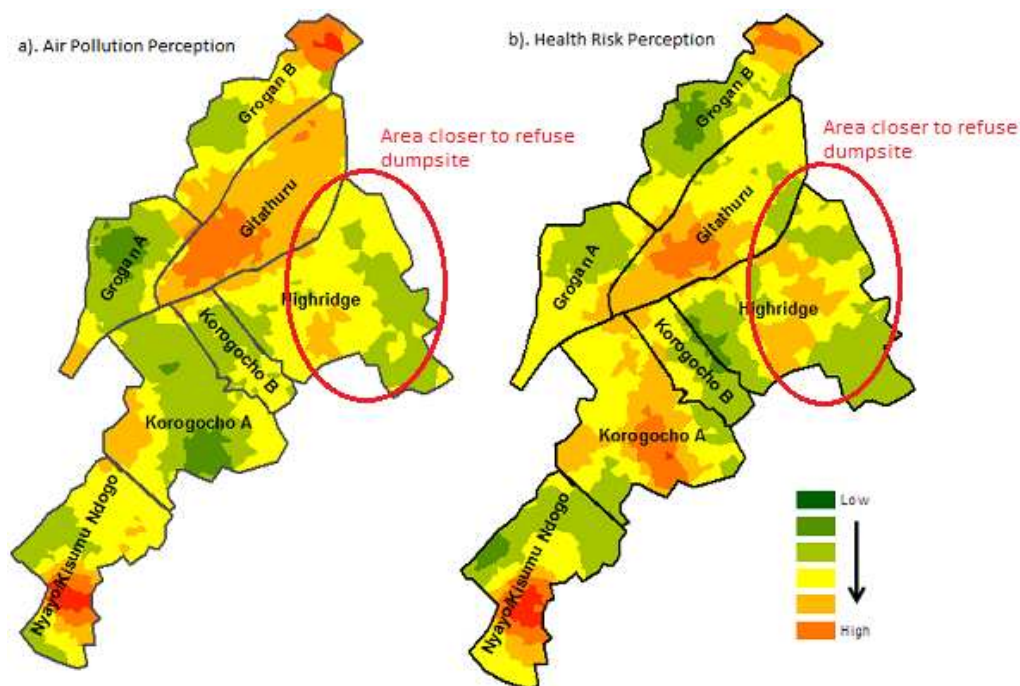 a). Air Pollution Perception
Grogan B
Area closer to refuse
dumpsite
Gitathuru
Grogan A
Highridge
Korogocho B
Korogocho A
Nyayo/Kisumu Ndogo
b). Health Risk Perception
Grogan B
Area closer to refuse
dumpsite
Gitathuru
Grogan A
Highridge
Korogocho B
Korogocho A
Nyayo/Kisumu Ndogo
Low
High